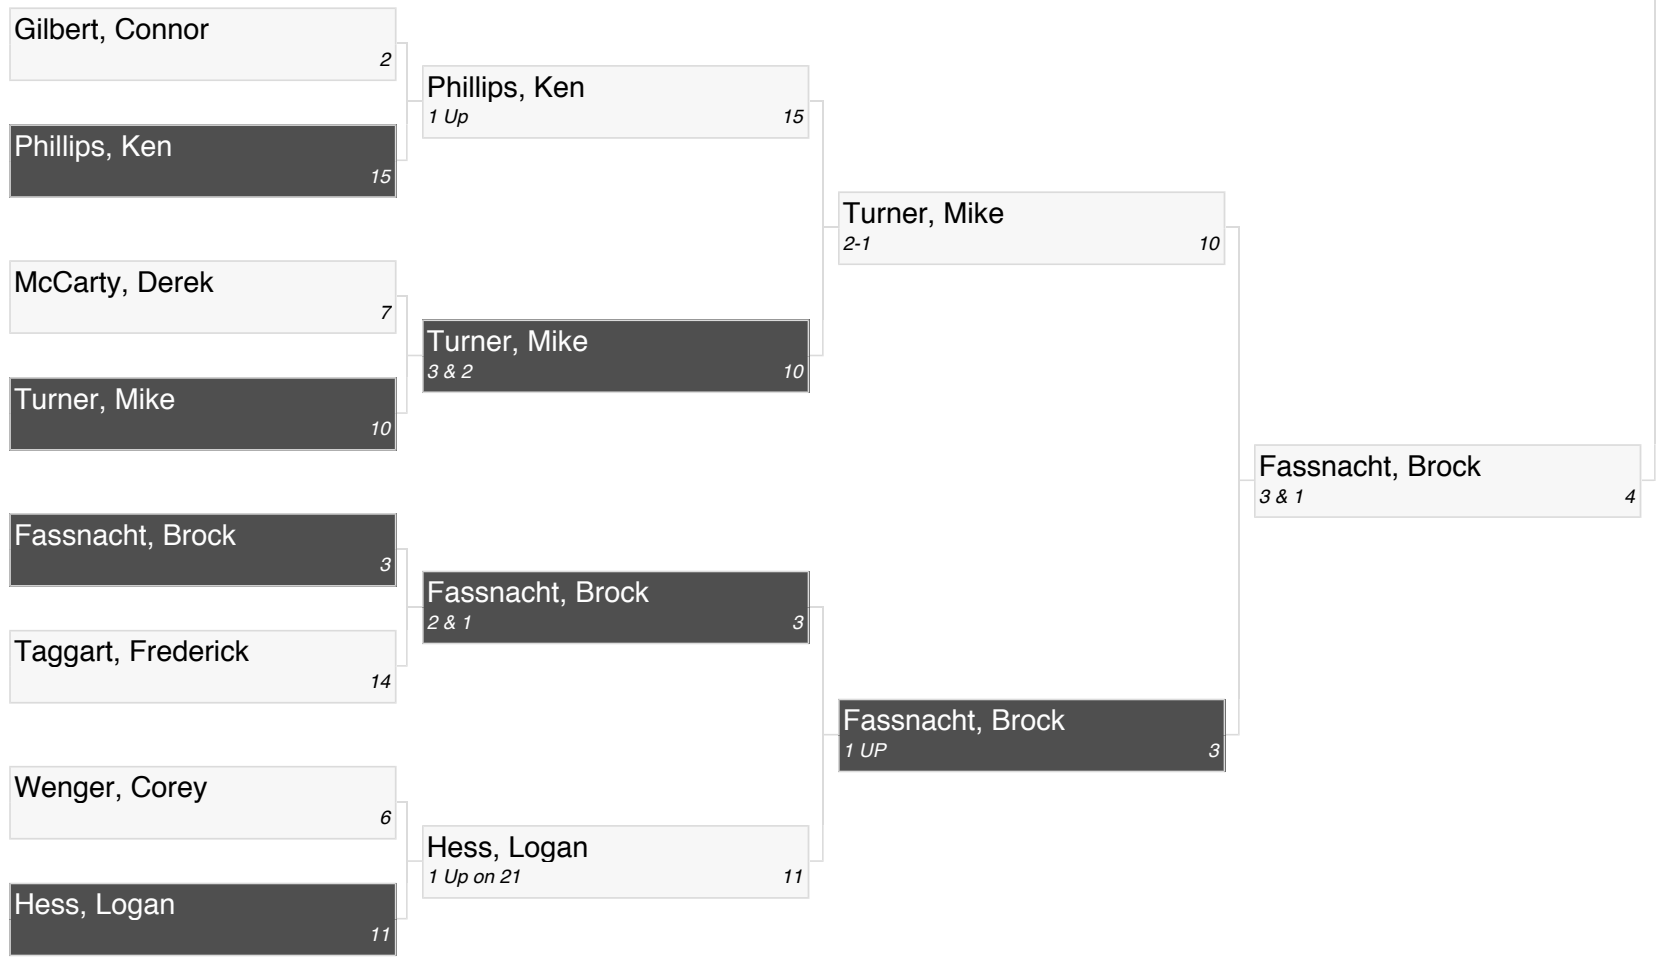 Gilbert, Connor
2
Phillips, Ken
15
McCarty, Derek
7
Turner, Mike
10
Fassnacht, Brock
3
Taggart, Frederick
14
Wenger, Corey
6
Hess, Logan
11
Phillips, Ken
1 Up 15
Turner, Mike
3 & 2 10
Fassnacht, Brock
2 & 1 3
Hess, Logan
1 Up on 21 11
Turner, Mike
2-1 10
Fassnacht, Brock
1 UP 3
Fassnacht, Brock
3 & 1 4